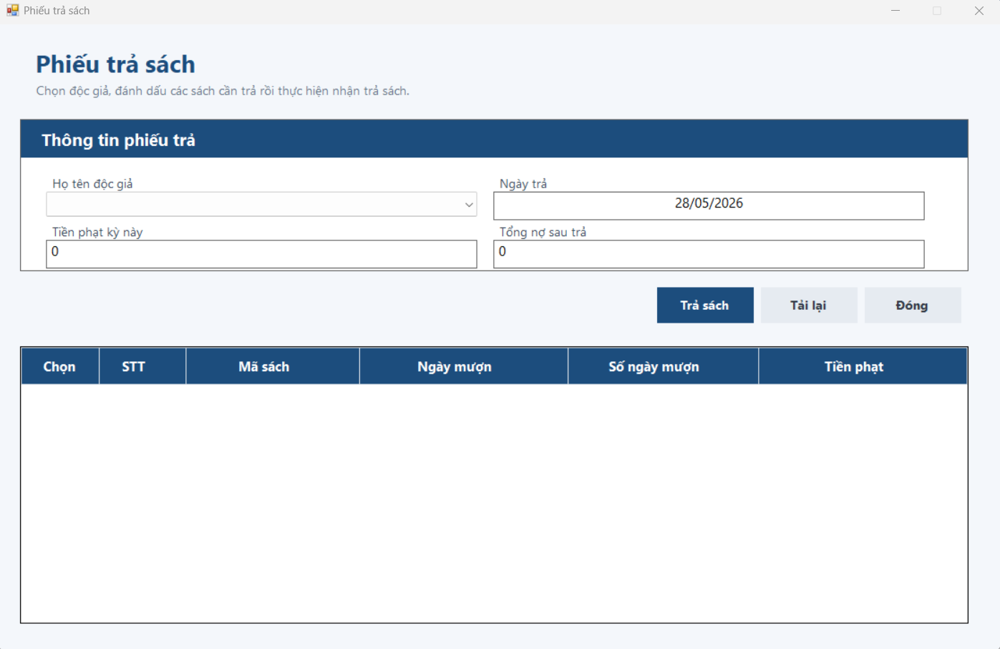 Phiếu trả sách
Phiếu trả sách
Chọn độc giả, đánh dấu các sách cần trả rồi thực hiện nhận trả sách.
Thông tin phiếu trả
Họ tên độc giả
Ngày trả
28/05/2026
Tiền phạt kỳ này
Tổng nợ sau trả
0
0
Trả sách
Tải lại
Đóng
Chọn
STT
Mã sách
Ngày mượn
Số ngày mượn
Tiền phạt